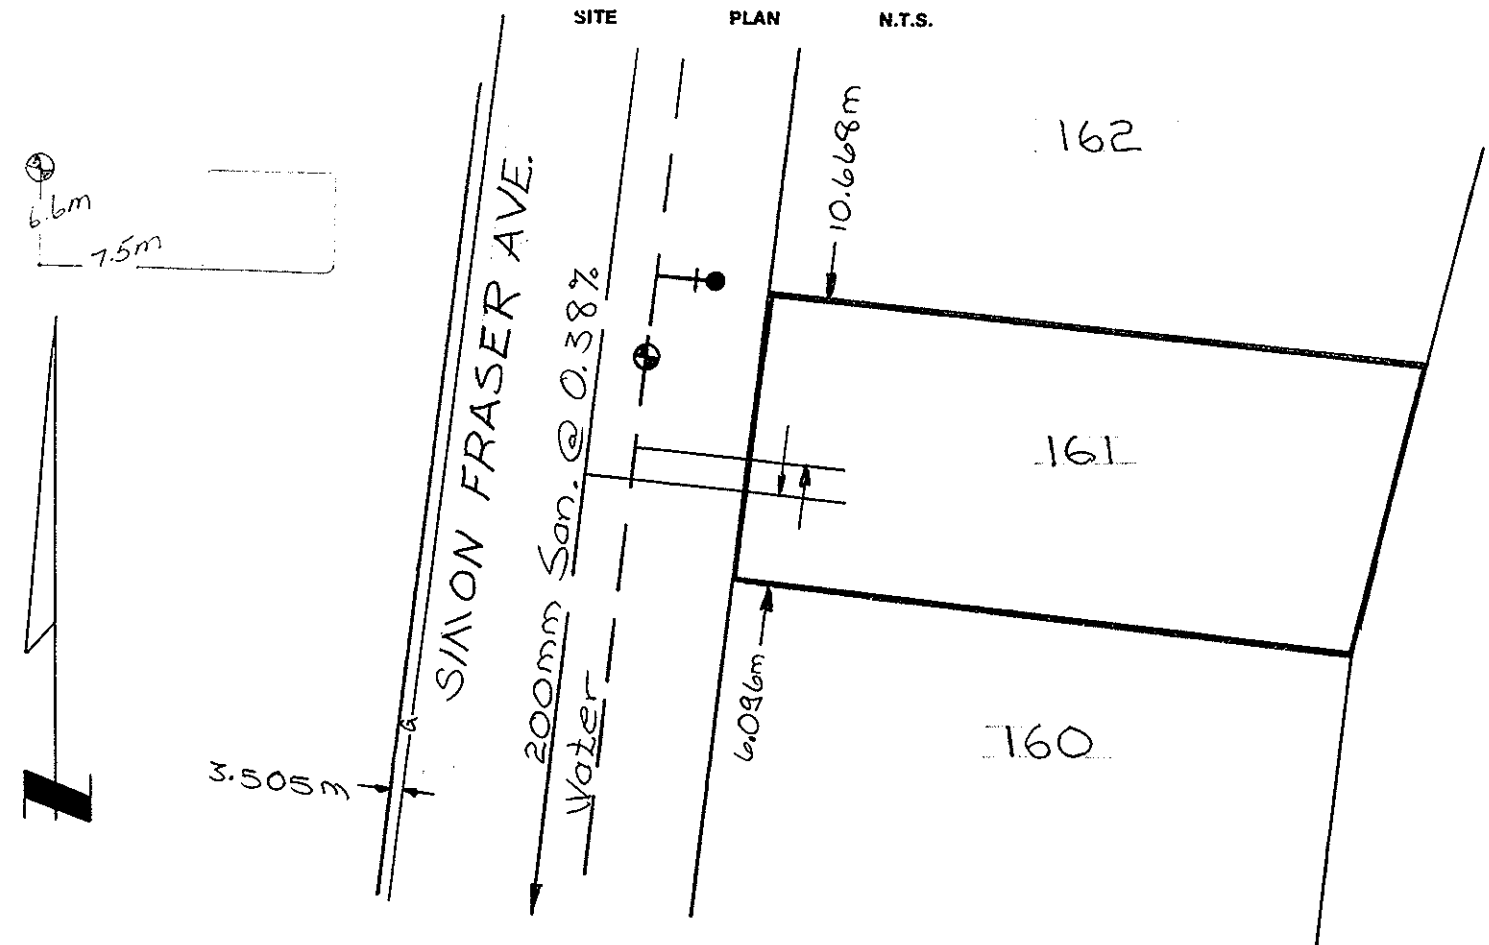 SITE PLAN N.T.S.
162
10.668m
6.6m
7.5m
SIMON FRASER AVE.
200mm San. @ 0.38%
Water
161
6.096m
160
G
3.505m